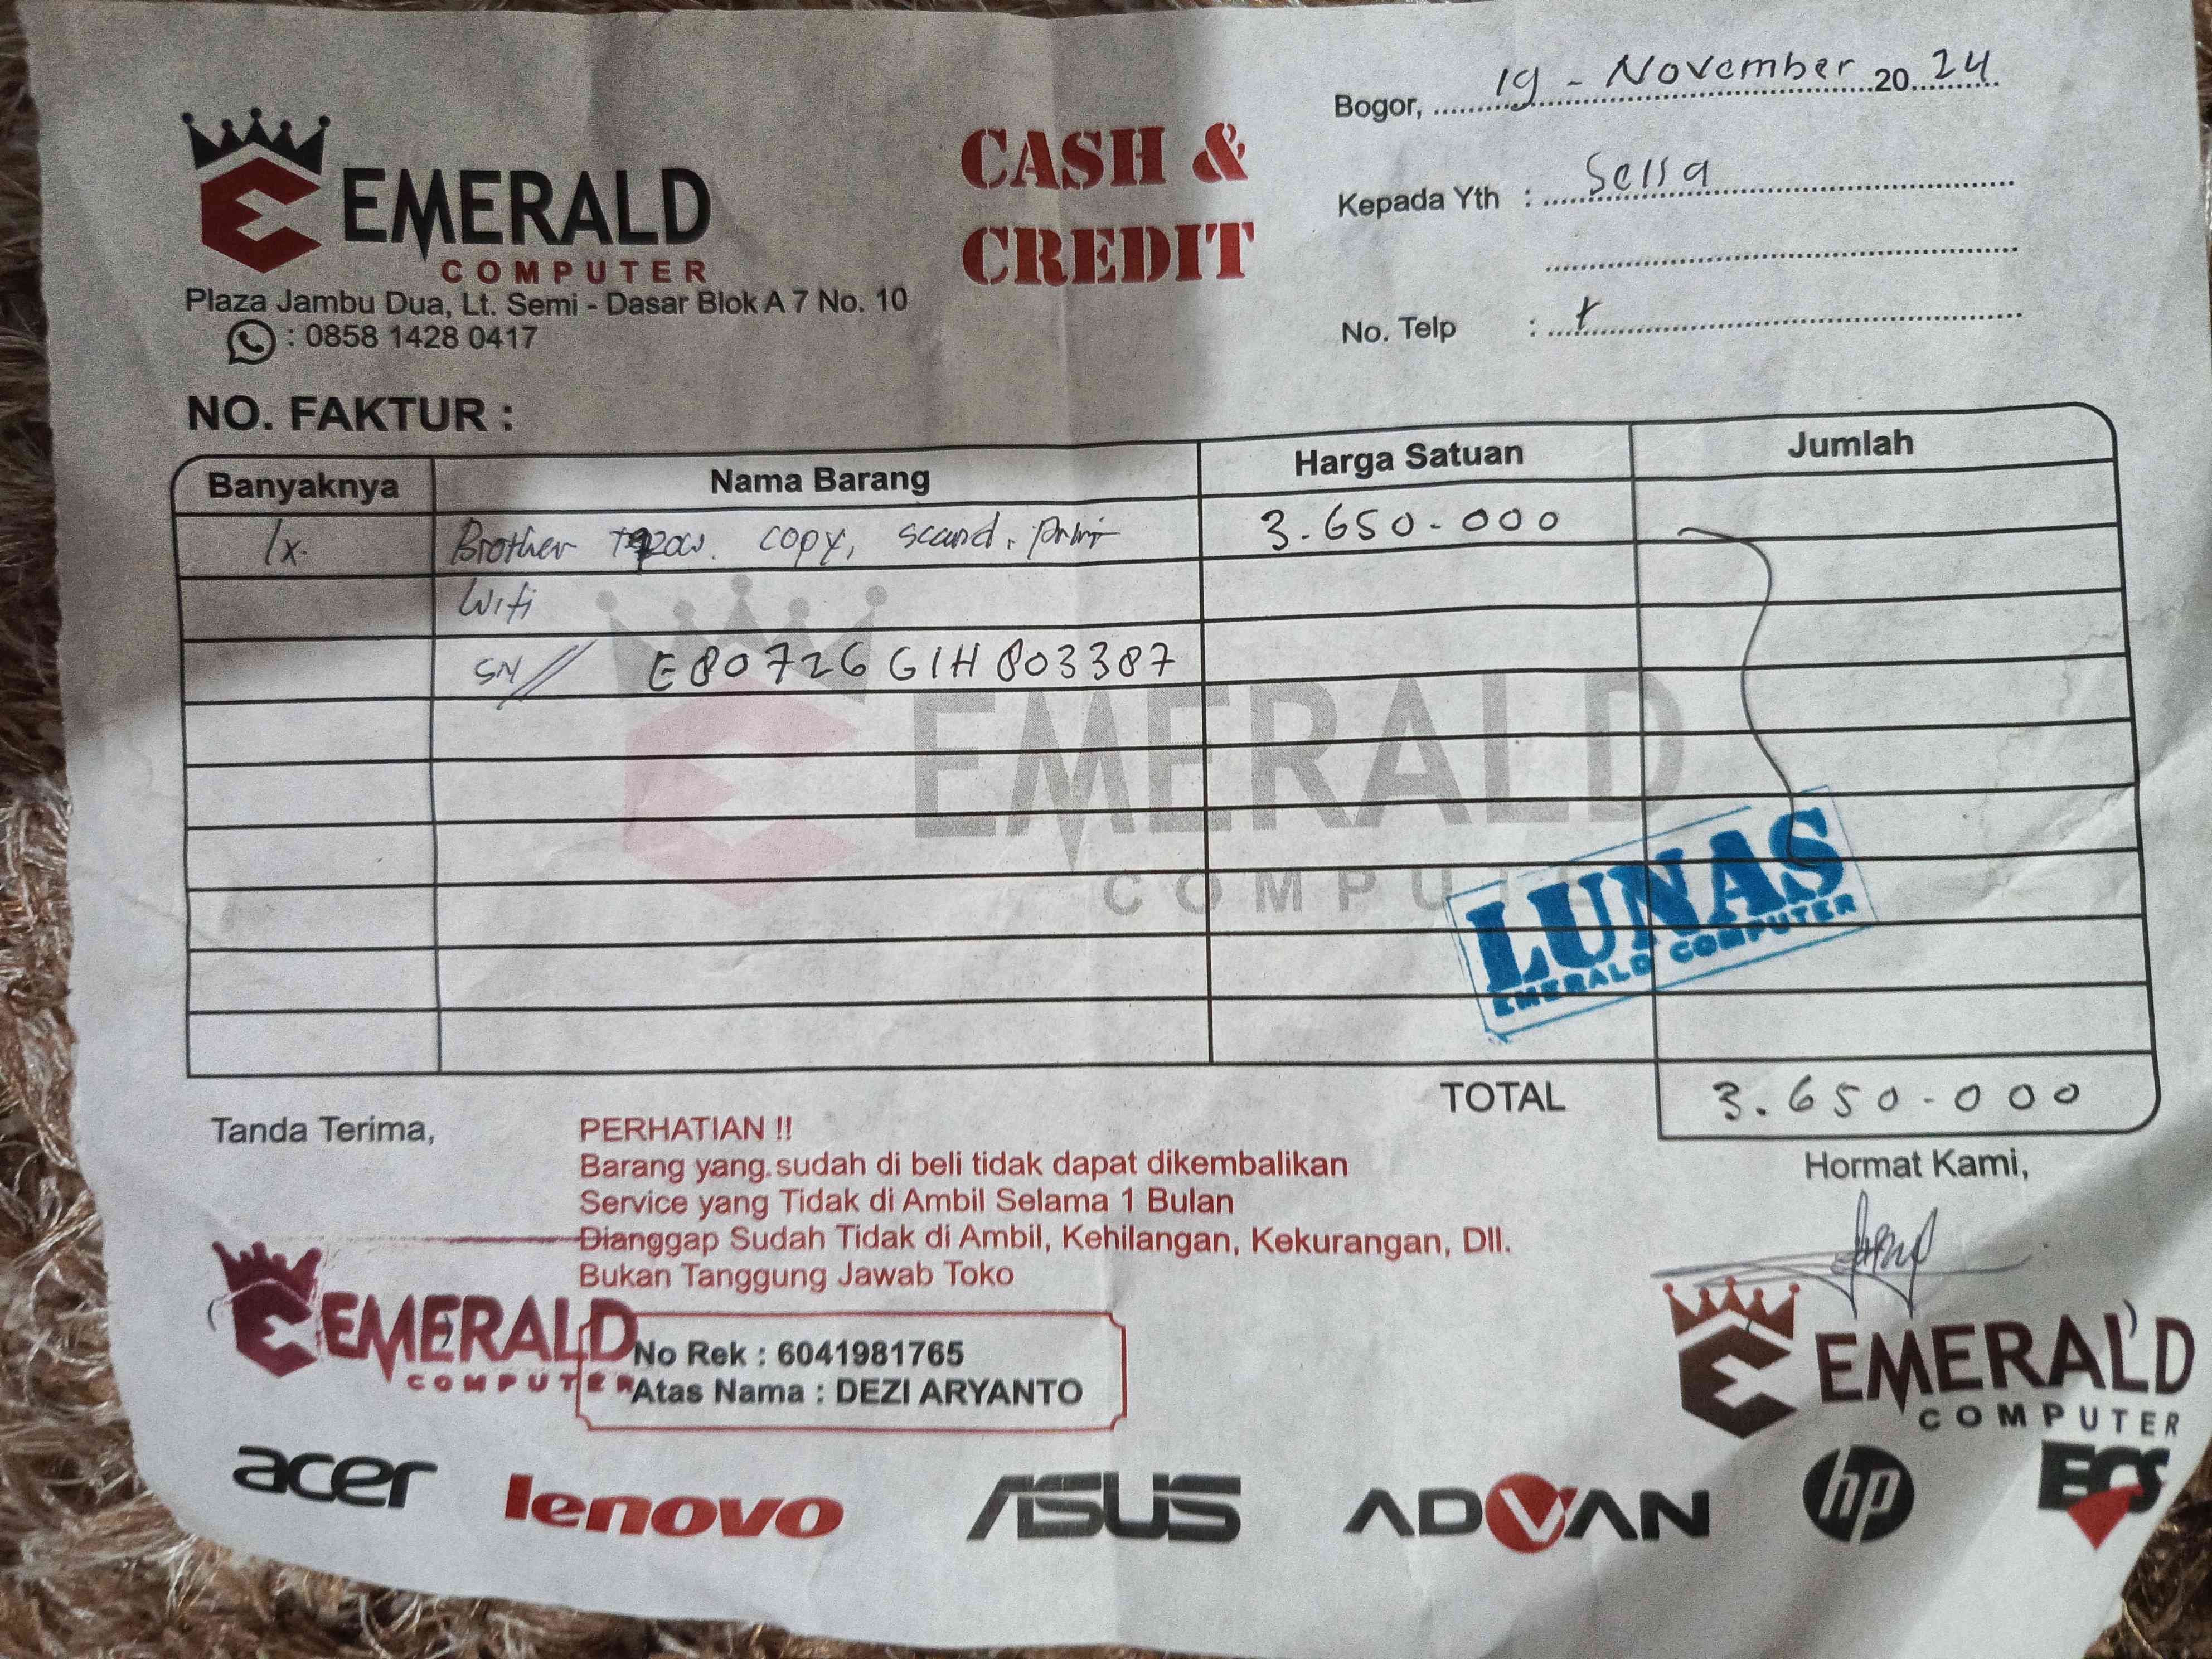 EMERALD
COMPUTER
Plaza Jambu Dua, Lt. Semi - Dasar Blok A 7 No. 10
: 0858 1428 0417
CASH &
CREDIT
Bogor, 19 - November 2024
Kepada Yth : Sella
No. Telp :
NO. FAKTUR :
Banyaknya Nama Barang Harga Satuan Jumlah
1x. Brother copy, scand, print 3.650.000
Wifi
SN// E80726G1H803387
EMERALD
COMPUTER
LUNAS
EMERALD COMPUTER
TOTAL 3.650.000
Tanda Terima,
PERHATIAN !!
Barang yang sudah di beli tidak dapat dikembalikan
Service yang Tidak di Ambil Selama 1 Bulan
Dianggap Sudah Tidak di Ambil, Kehilangan, Kekurangan, Dll.
Bukan Tanggung Jawab Toko
Hormat Kami,
EMERALD
COMPUTER
No Rek : 6041981765
Atas Nama : DEZI ARYANTO
EMERALD
COMPUTER
acer lenovo ASUS ADVAN hp ECS